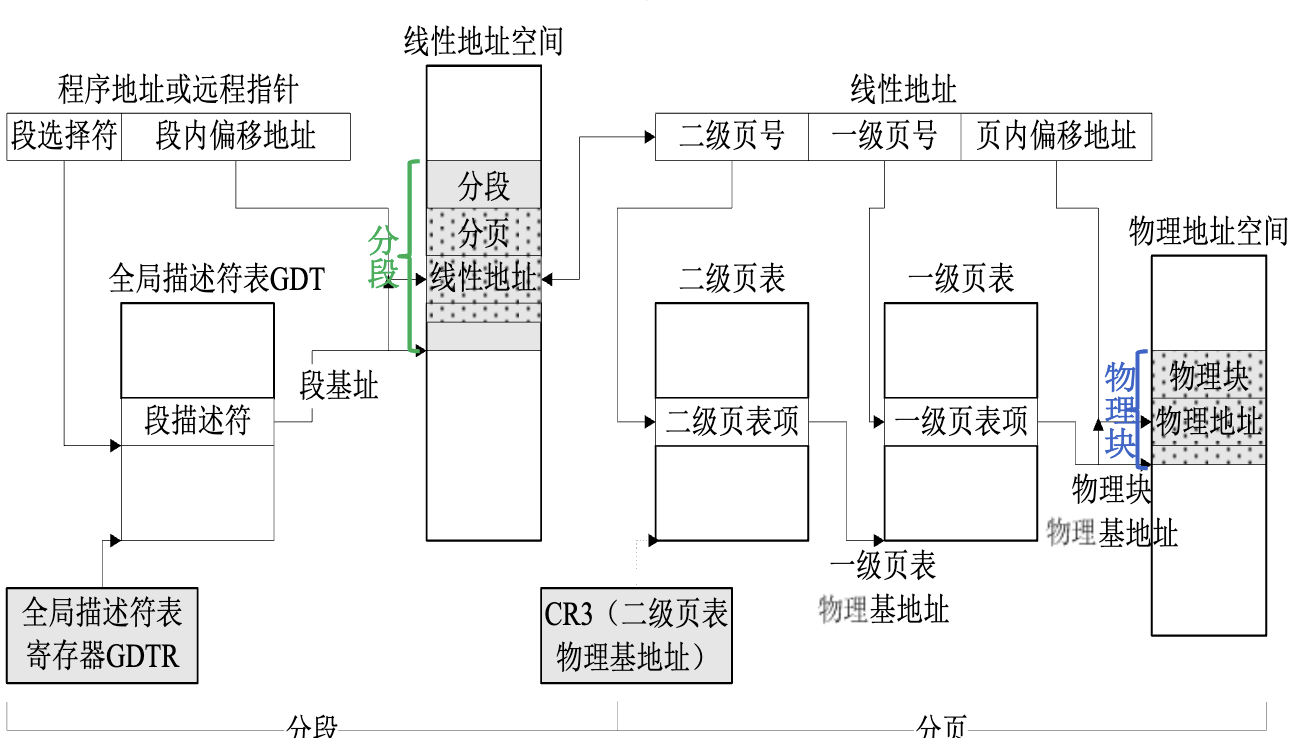 线性地址空间
程序地址或远程指针
段选择符
段内偏移地址
分段
分页
线性地址
分段
全局描述符表GDT
段描述符
段基址
全局描述符表
寄存器GDTR
线性地址
二级页号
一级页号
页内偏移地址
物理地址空间
二级页表
一级页表
二级页表项
一级页表项
物理块
物理块
物理地址
物理块
物理基地址
一级页表
物理基地址
CR3（二级页表
物理基地址）
分段
分页